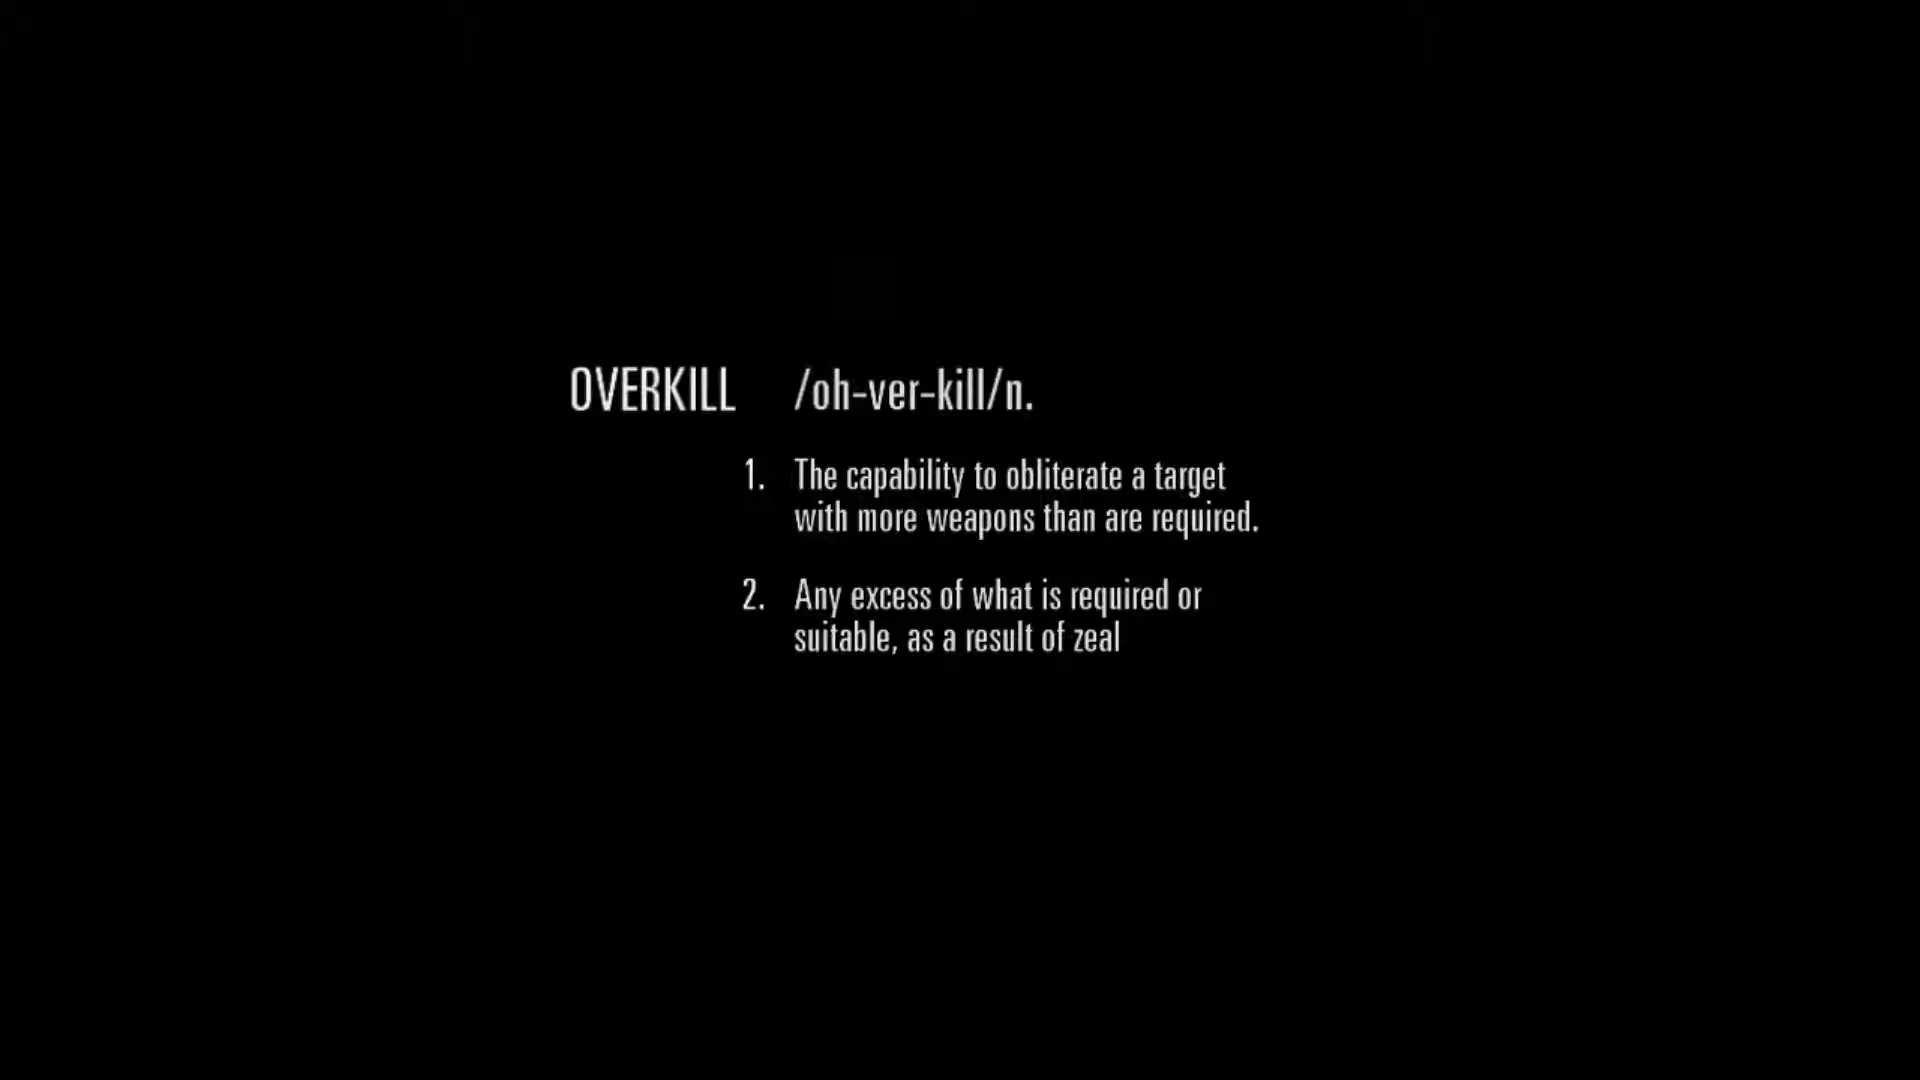 OVERKILL /oh-ver-kill/n.
1. The capability to obliterate a target
with more weapons than are required.
2. Any excess of what is required or
suitable, as a result of zeal